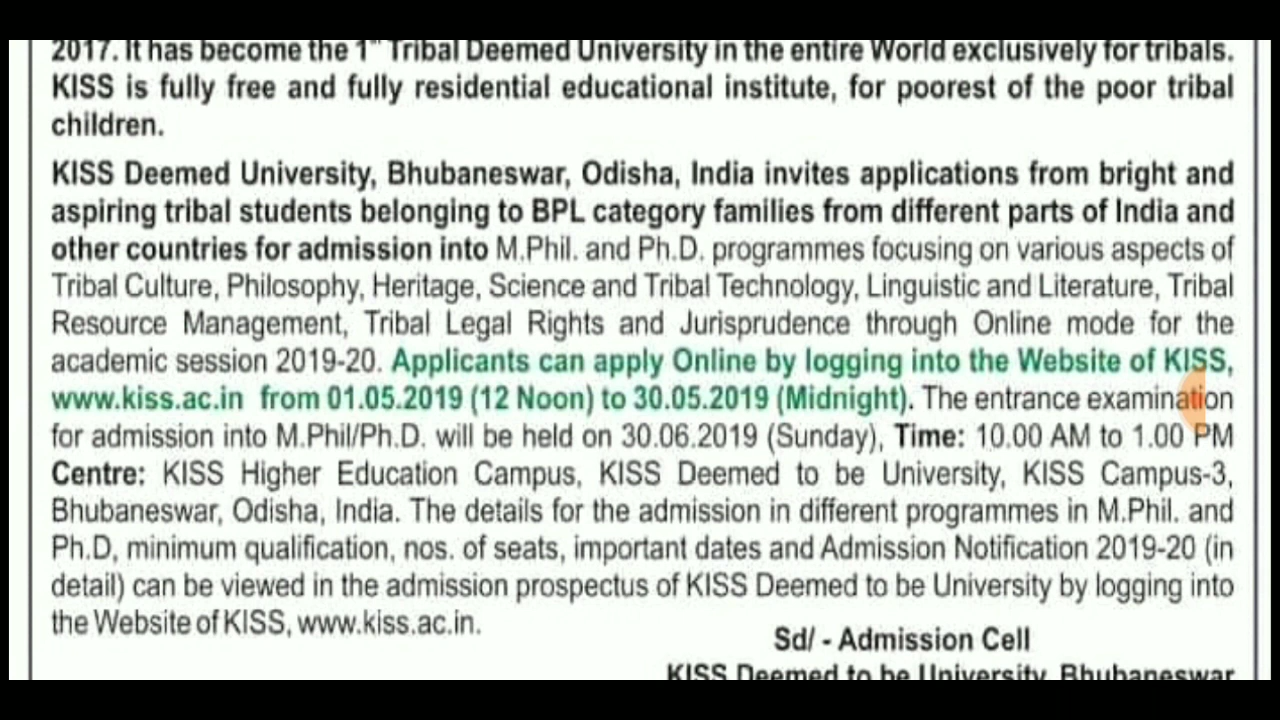 2017. It has become the 1st Tribal Deemed University in the entire World exclusively for tribals.
KISS is fully free and fully residential educational institute, for poorest of the poor tribal
children.
KISS Deemed University, Bhubaneswar, Odisha, India invites applications from bright and
aspiring tribal students belonging to BPL category families from different parts of India and
other countries for admission into M.Phil. and Ph.D. programmes focusing on various aspects of
Tribal Culture, Philosophy, Heritage, Science and Tribal Technology, Linguistic and Literature, Tribal
Resource Management, Tribal Legal Rights and Jurisprudence through Online mode for the
academic session 2019-20. Applicants can apply Online by logging into the Website of KISS,
www.kiss.ac.in from 01.05.2019 (12 Noon) to 30.05.2019 (Midnight). The entrance examination
for admission into M.Phil/Ph.D. will be held on 30.06.2019 (Sunday), Time: 10.00 AM to 1.00 PM
Centre: KISS Higher Education Campus, KISS Deemed to be University, KISS Campus-3,
Bhubaneswar, Odisha, India. The details for the admission in different programmes in M.Phil. and
Ph.D, minimum qualification, nos. of seats, important dates and Admission Notification 2019-20 (in
detail) can be viewed in the admission prospectus of KISS Deemed to be University by logging into
the Website of KISS, www.kiss.ac.in.
Sd/ - Admission Cell
KISS Deemed to be University, Bhubaneswar